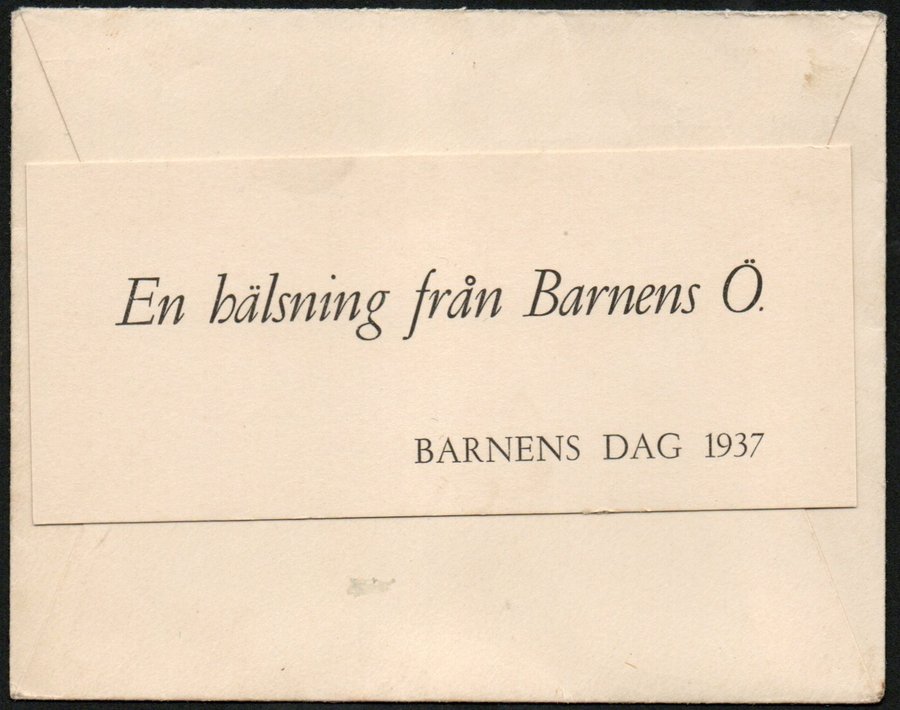 En hälsning från Barnens Ö.
BARNENS DAG 1937